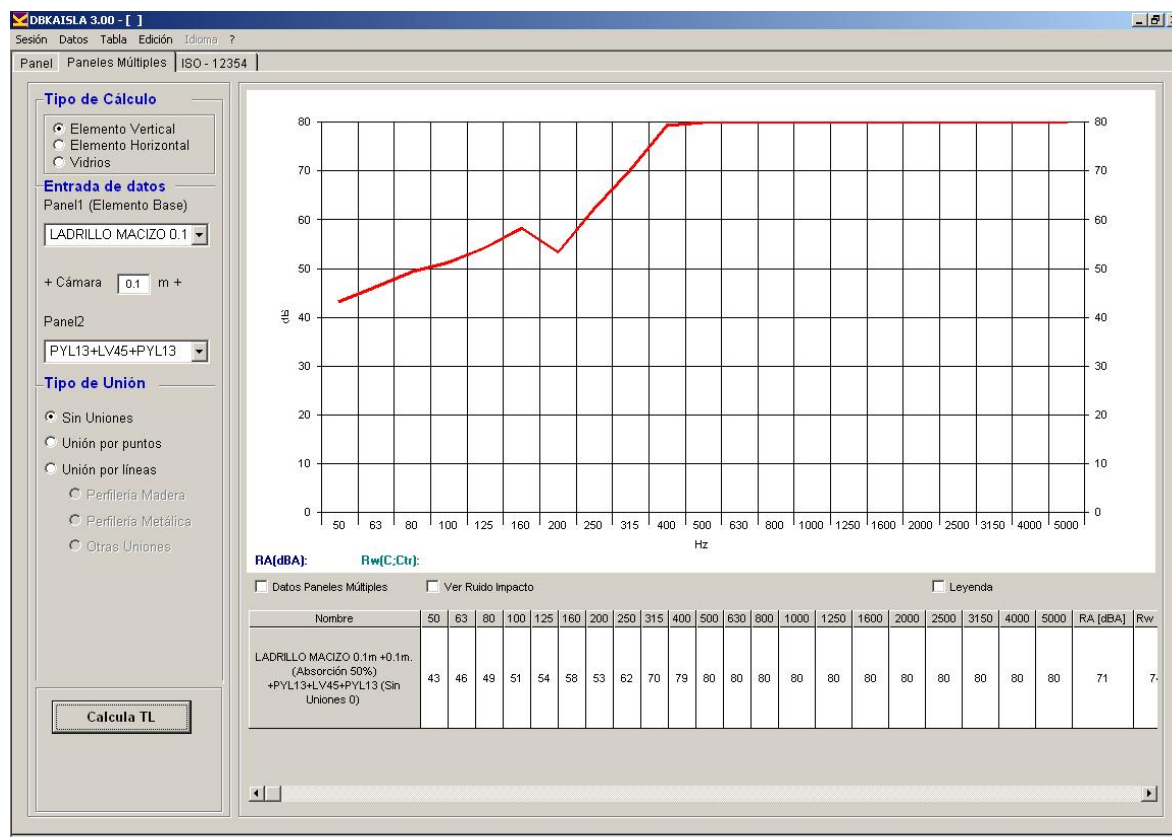 DBKAISLA 3.00 - [ ]
Sesión Datos Tabla Edición Idioma ?
Panel Paneles Múltiples ISO - 12354
Tipo de Cálculo
Elemento Vertical
Elemento Horizontal
Vidrios
Entrada de datos
Panel1 (Elemento Base)
LADRILLO MACIZO 0.1
+ Cámara 0.1 m +
Panel2
PYL13+LV45+PYL13
Tipo de Unión
Sin Uniones
Unión por puntos
Unión por líneas
Perfilería Madera
Perfilería Metálica
Otras Uniones
Calcula TL
80 80
70 70
60 60
50 50
dB
40 40
30 30
20 20
10 10
0 0
50 63 80 100 125 160 200 250 315 400 500 630 800 1000 1250 1600 2000 2500 3150 4000 5000
Hz
RA(dBA): Rw(C;Ctr):
Datos Paneles Múltiples Ver Ruido Impacto Leyenda
Nombre 50 63 80 100 125 160 200 250 315 400 500 630 800 1000 1250 1600 2000 2500 3150 4000 5000 RA [dBA] Rw
LADRILLO MACIZO 0.1m +0.1m.
(Absorción 50%)
+PYL13+LV45+PYL13 (Sin
Uniones 0)
43 46 49 51 54 58 53 62 70 79 80 80 80 80 80 80 80 80 80 80 80 71